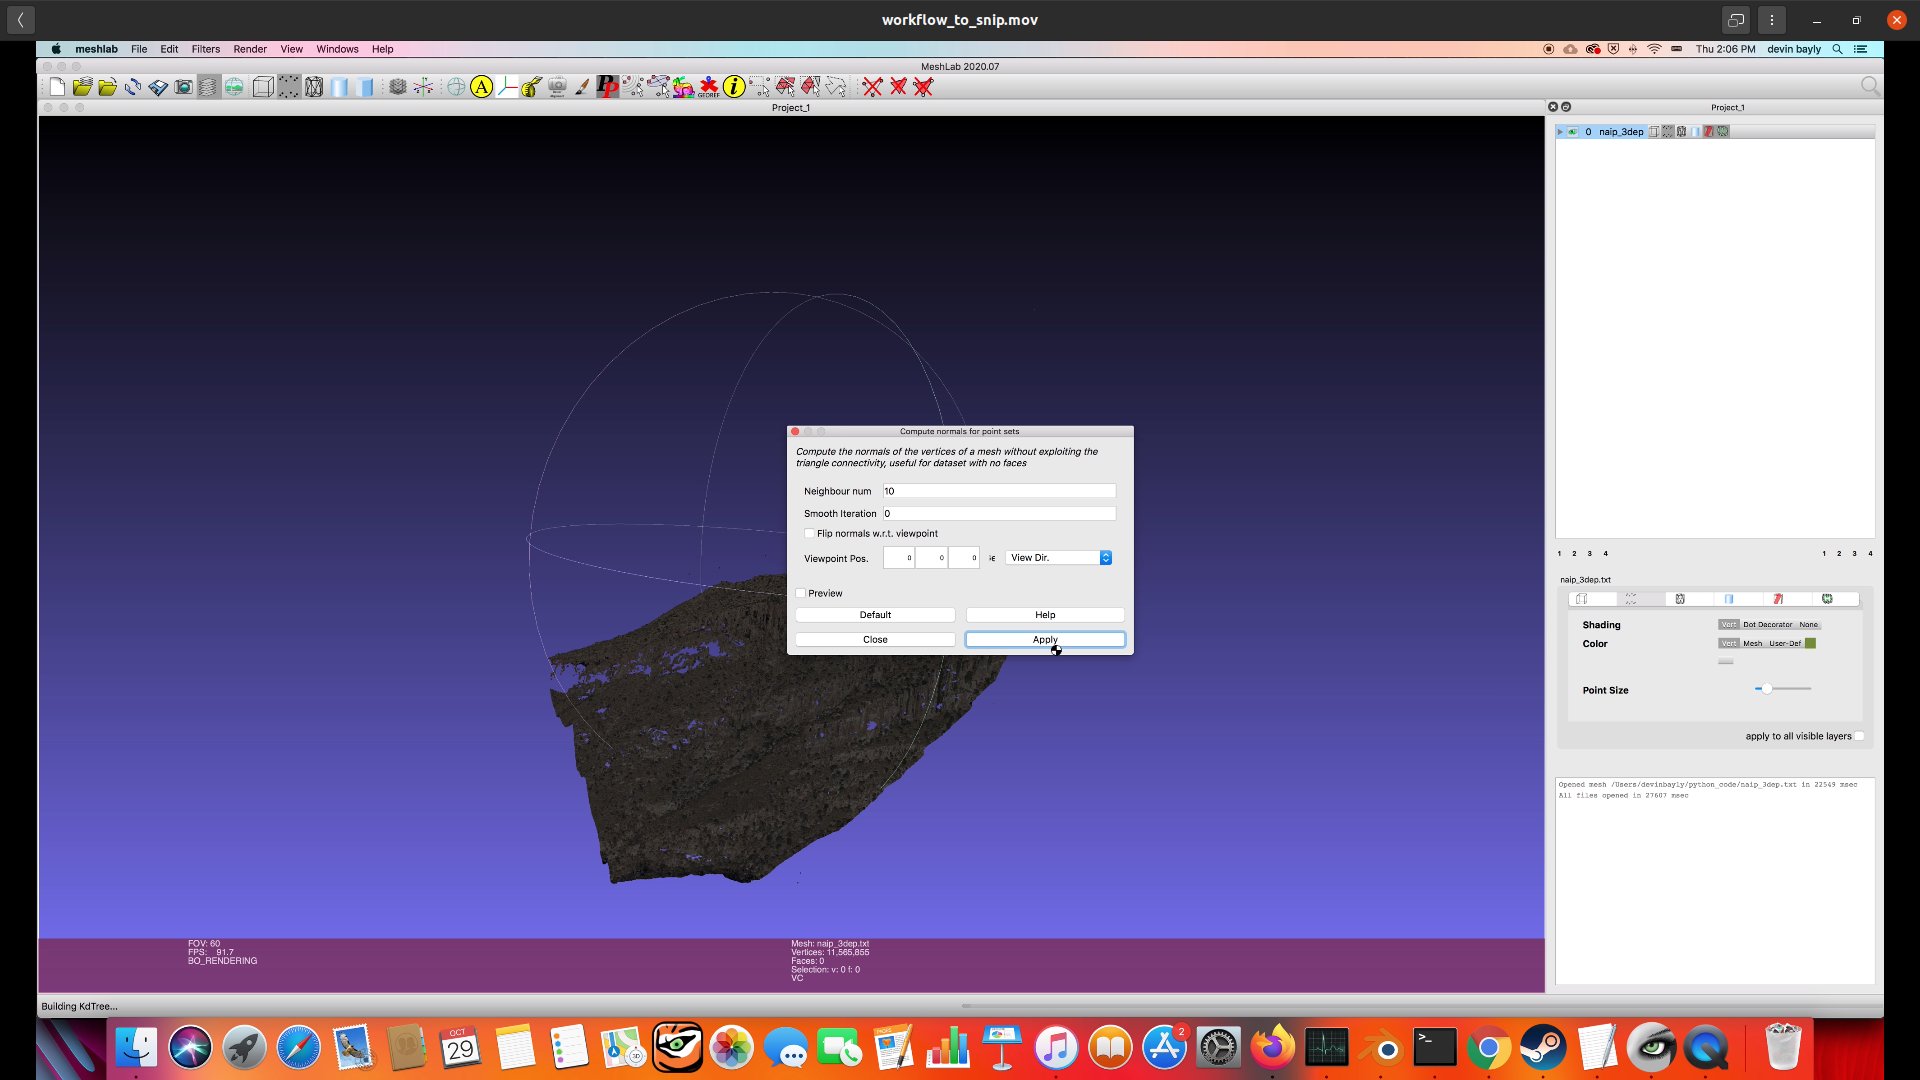 workflow_to_snip.mov
meshlab File Edit Filters Render View Windows Help
Thu 2:06 PM devin bayly
MeshLab 2020.07
A
PP
GEOREF
i
Project_1
Project_1
0 naip_3dep
Compute normals for point sets
Compute the normals of the vertices of a mesh without exploiting the
triangle connectivity, useful for dataset with no faces
Neighbour num 10
Smooth Iteration 0
Flip normals w.r.t. viewpoint
Viewpoint Pos. 0 0 0 View Dir.
Preview
Default Help
Close Apply
1 2 3 4 1 2 3 4
naip_3dep.txt
Shading Vert Dot Decorator None
Color Vert Mesh User-Def
Point Size
apply to all visible layers
Opened mesh /Users/devinbayly/python_code/naip_3dep.txt in 22549 msec
All files opened in 27607 msec
FOV: 60
FPS: 91.7
BO_RENDERING
Mesh: naip_3dep.txt
Vertices: 11,565,855
Faces: 0
Selection: v: 0 f: 0
VC
Building KdTree...
OCT
29
3D
PAGES
2
>_